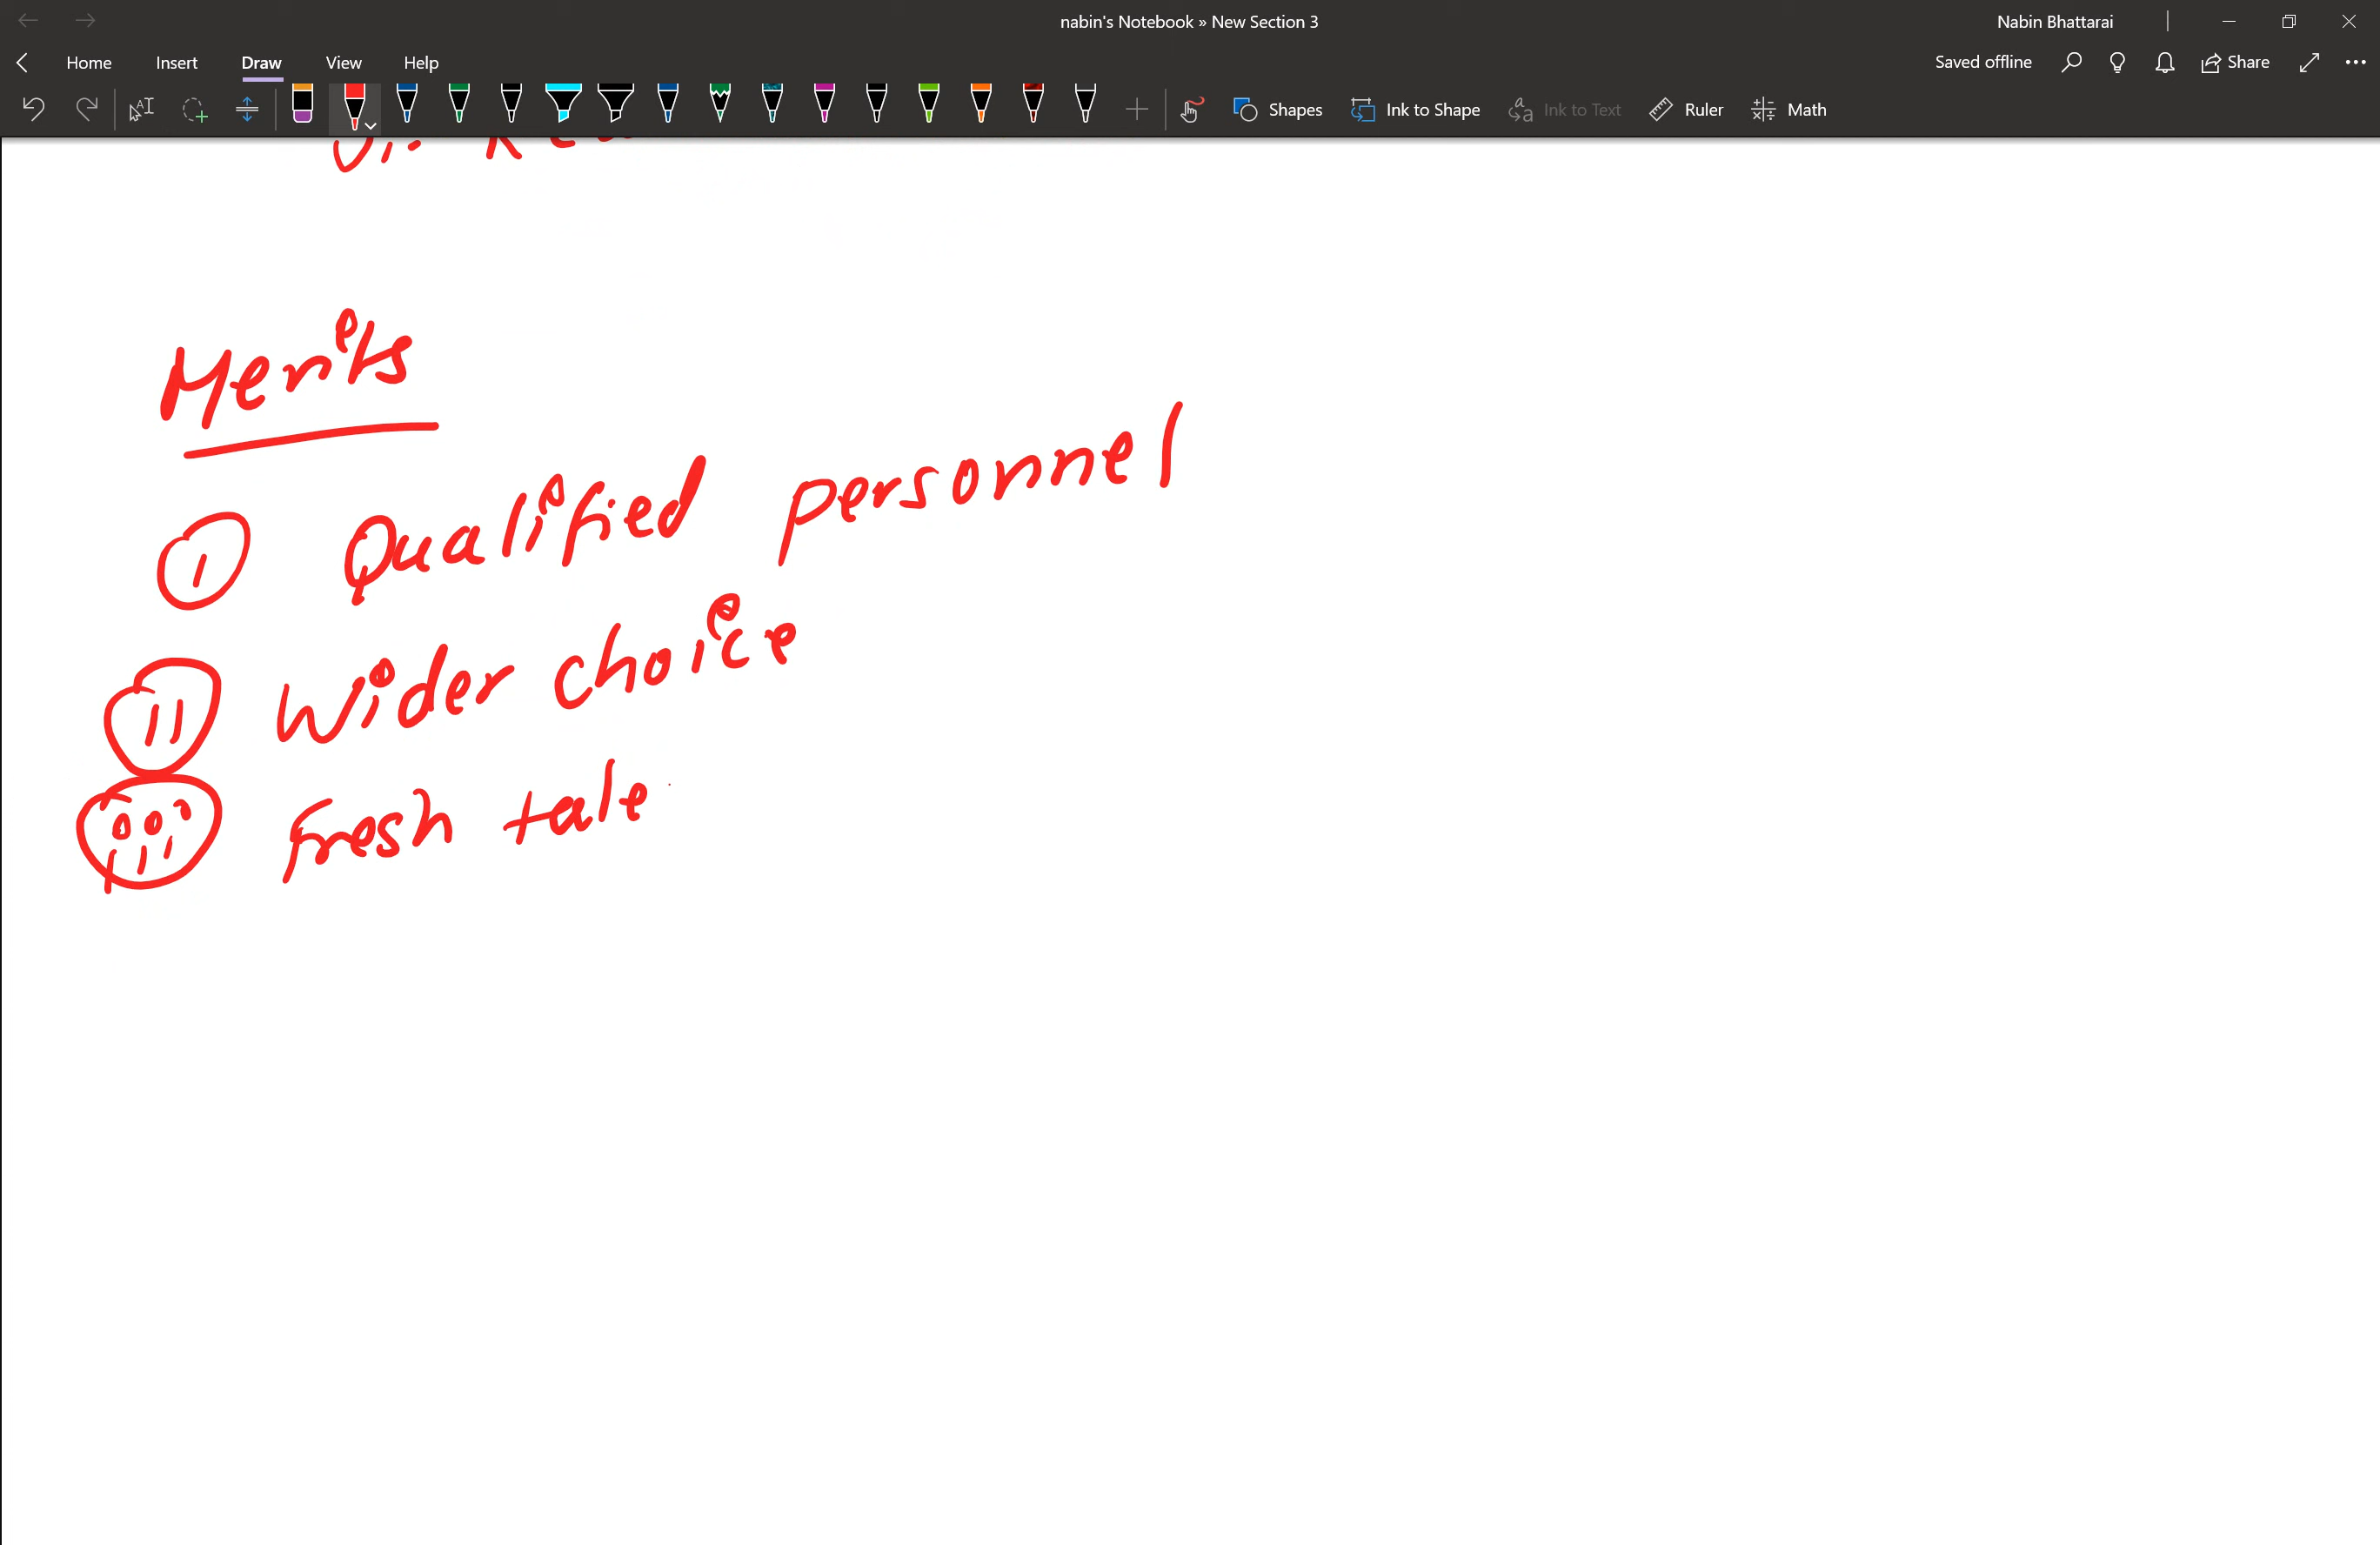 nabin's Notebook » New Section 3
Nabin Bhattarai
Home Insert Draw View Help
Saved offline
Share
Shapes
Ink to Shape
Ink to Text
Ruler
Math
Merits
i Qualified personnel
ii Wider choice
iii Fresh tale